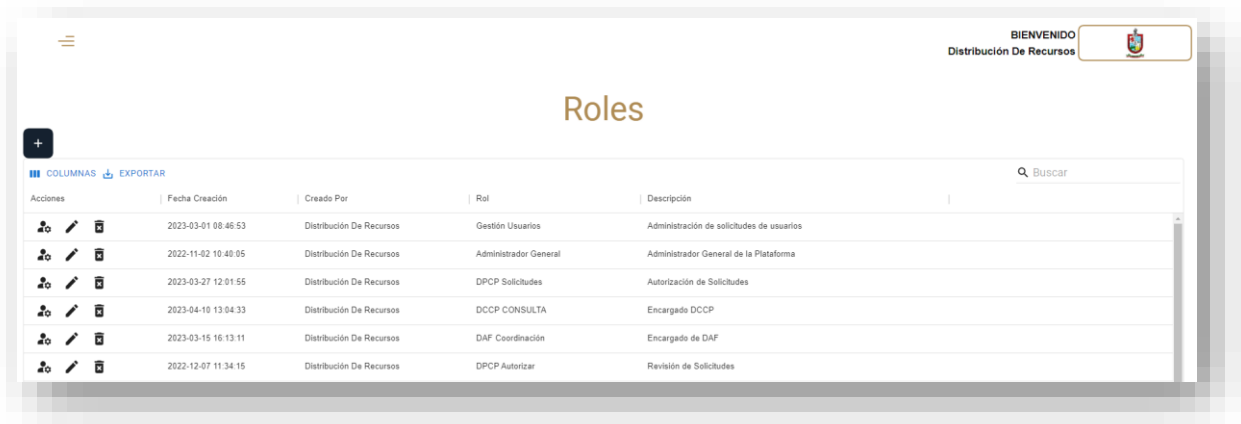 BIENVENIDO
Distribución De Recursos
Roles
+
COLUMNAS EXPORTAR
Buscar
Acciones Fecha Creación Creado Por Rol Descripción
2023-03-01 08:46:53 Distribución De Recursos Gestión Usuarios Administración de solicitudes de usuarios
2022-11-02 10:40:05 Distribución De Recursos Administrador General Administrador General de la Plataforma
2023-03-27 12:01:55 Distribución De Recursos DPCP Solicitudes Autorización de Solicitudes
2023-04-10 13:04:33 Distribución De Recursos DCCP CONSULTA Encargado DCCP
2023-03-15 16:13:11 Distribución De Recursos DAF Coordinación Encargado de DAF
2022-12-07 11:34:15 Distribución De Recursos DPCP Autorizar Revisión de Solicitudes